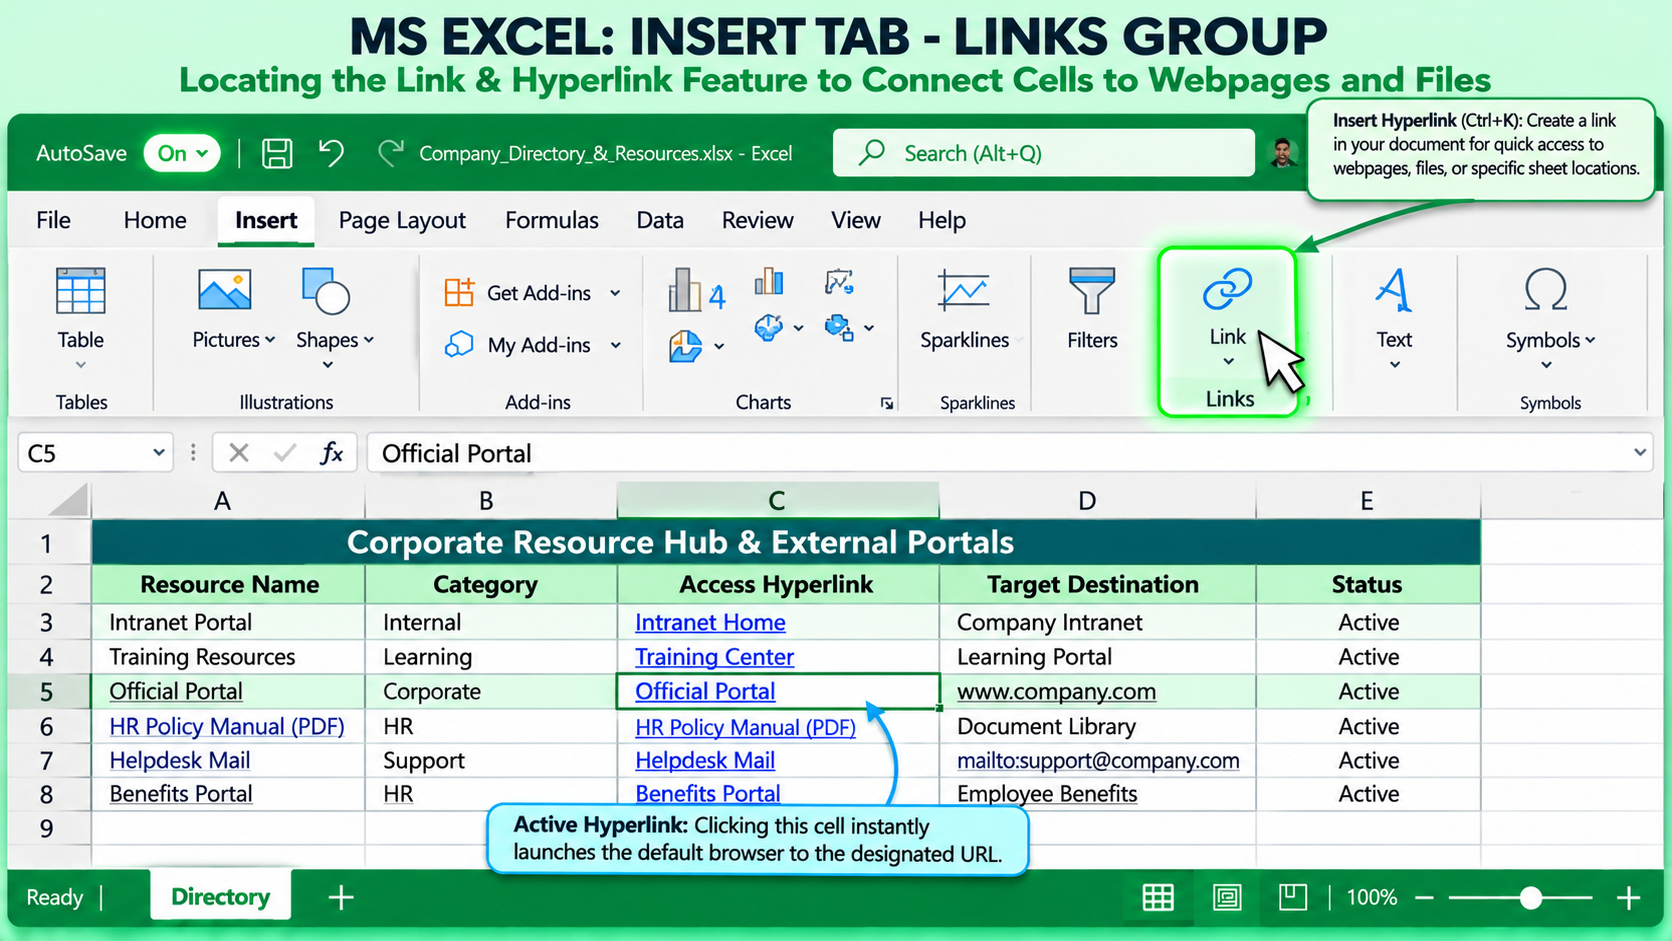 MS EXCEL: INSERT TAB - LINKS GROUP
Locating the Link & Hyperlink Feature to Connect Cells to Webpages and Files
Insert Hyperlink (Ctrl+K): Create a link
in your document for quick access to
webpages, files, or specific sheet locations.
AutoSave On Company_Directory_&_Resources.xlsx - Excel Search (Alt+Q)
File Home Insert Page Layout Formulas Data Review View Help
Table Pictures Shapes Get Add-ins My Add-ins 4 Sparklines Filters Link Text Symbols
Tables Illustrations Add-ins Charts Sparklines Links Symbols
C5 fx Official Portal
A B C D E
1 Corporate Resource Hub & External Portals
2 Resource Name Category Access Hyperlink Target Destination Status
3 Intranet Portal Internal Intranet Home Company Intranet Active
4 Training Resources Learning Training Center Learning Portal Active
5 Official Portal Corporate Official Portal www.company.com Active
6 HR Policy Manual (PDF) HR HR Policy Manual (PDF) Document Library Active
7 Helpdesk Mail Support Helpdesk Mail mailto:support@company.com Active
8 Benefits Portal HR Benefits Portal Employee Benefits Active
9
Active Hyperlink: Clicking this cell instantly
launches the default browser to the designated URL.
Ready Directory 100%